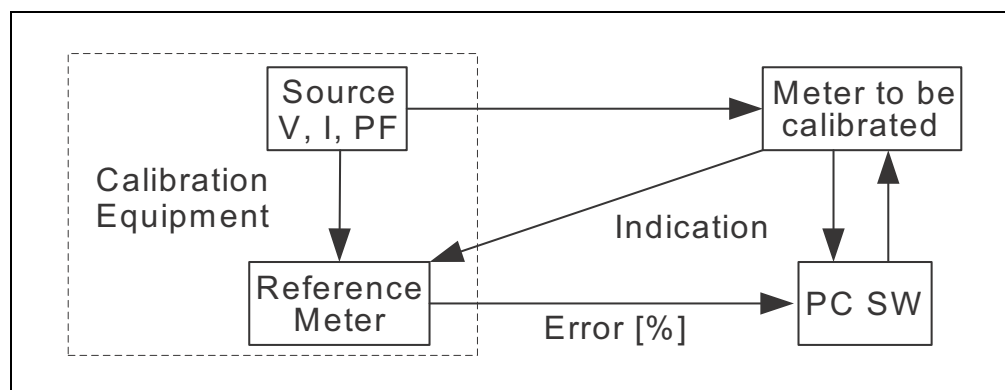 Source
V, I, PF
Meter to be
calibrated
Calibration
Equipment
Indication
Reference
Meter
PC SW
Error [%]